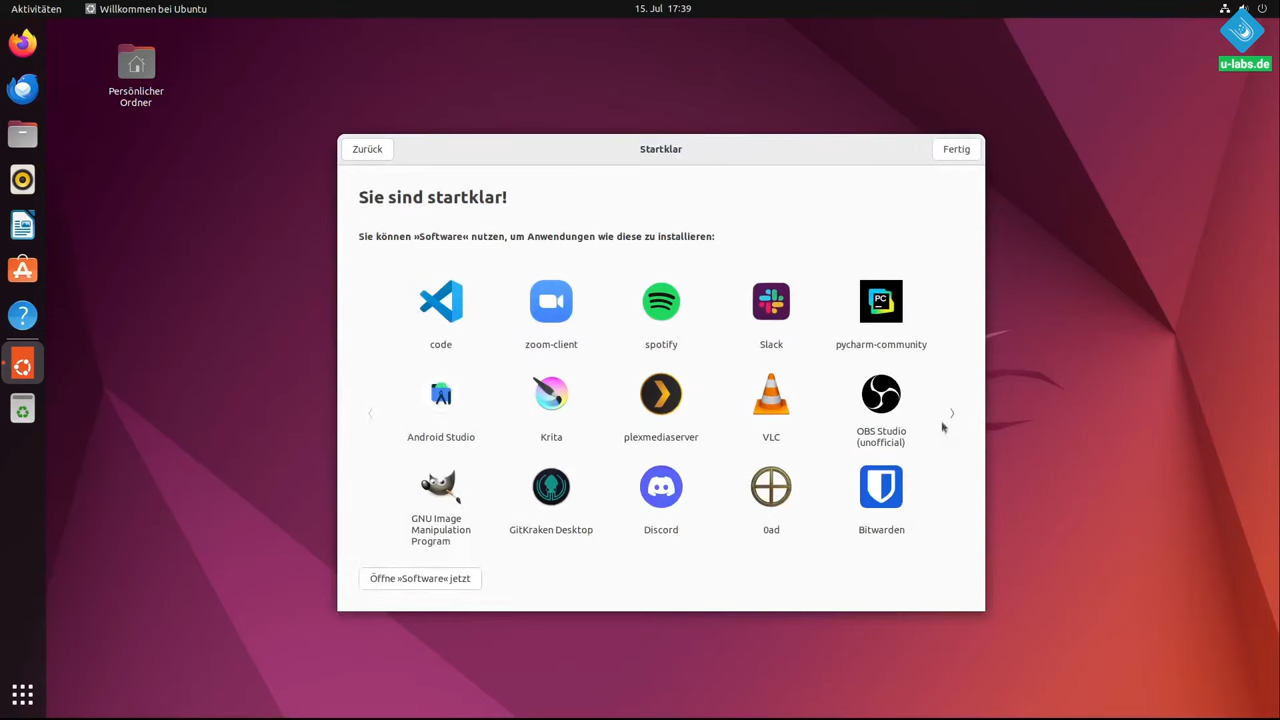 Aktivitäten
Willkommen bei Ubuntu
15. Jul 17:39
u-labs.de
Persönlicher
Ordner
Zurück
Startklar
Fertig
Sie sind startklar!
Sie können »Software« nutzen, um Anwendungen wie diese zu installieren:
PC
code
zoom-client
spotify
Slack
pycharm-community
Android Studio
Krita
plexmediaserver
VLC
OBS Studio
(unofficial)
GNU Image
Manipulation
Program
GitKraken Desktop
Discord
0ad
Bitwarden
Öffne »Software« jetzt